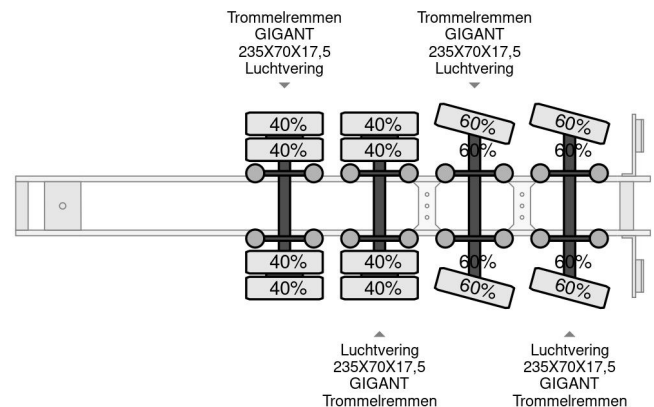 Trommelremmen
GIGANT
235X70X17,5
Luchtvering
Trommelremmen
GIGANT
235X70X17,5
Luchtvering
40%
40%
60%
60%
40%
40%
60%
60%
40%
40%
60%
60%
40%
40%
60%
60%
Luchtvering
235X70X17,5
GIGANT
Trommelremmen
Luchtvering
235X70X17,5
GIGANT
Trommelremmen